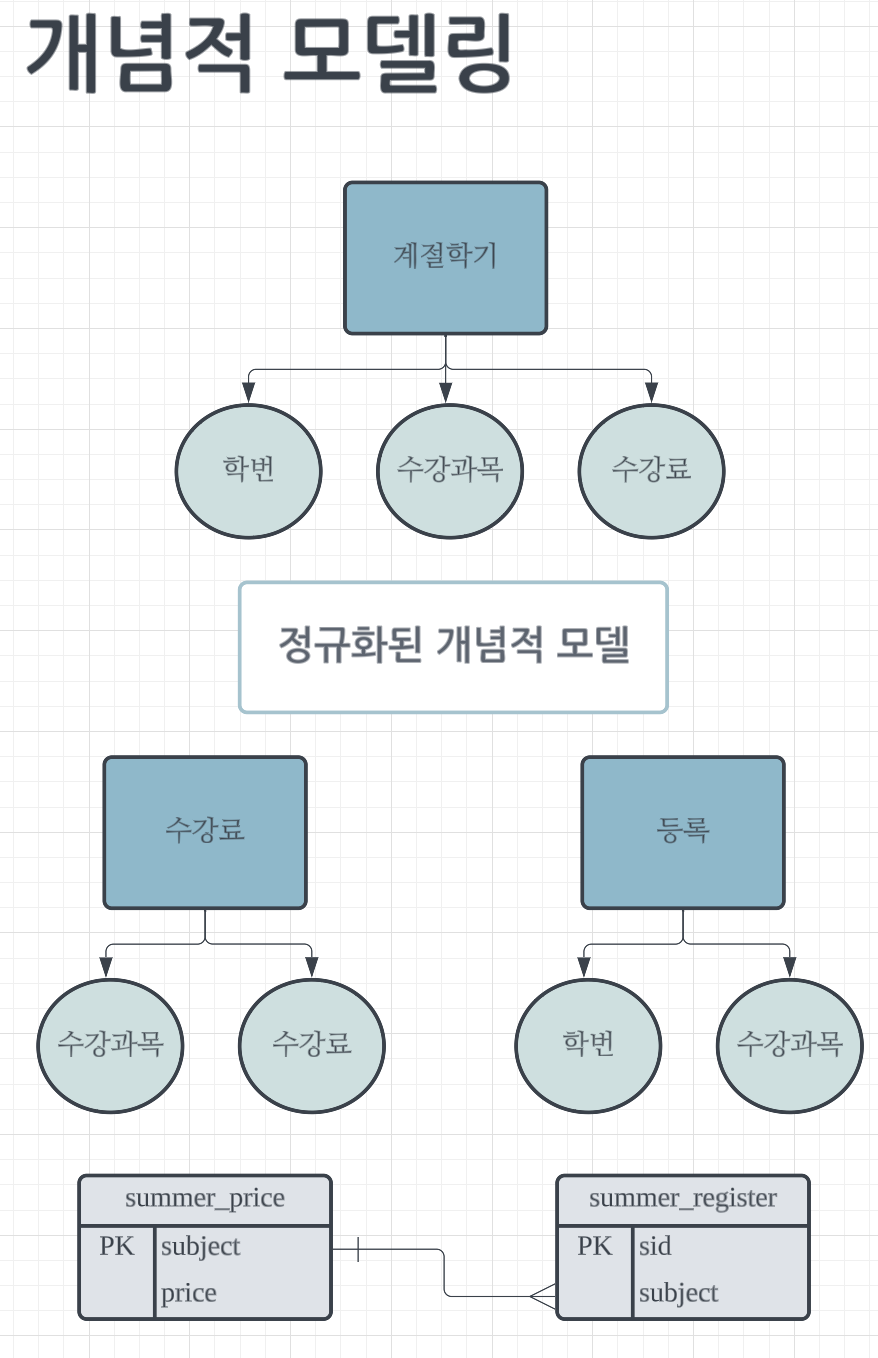 개념적 모델링
계절학기
학번
수강과목
수강료
정규화된 개념적 모델
수강료
등록
수강과목
수강료
학번
수강과목
summer_price
PK subject
price
summer_register
PK sid
subject